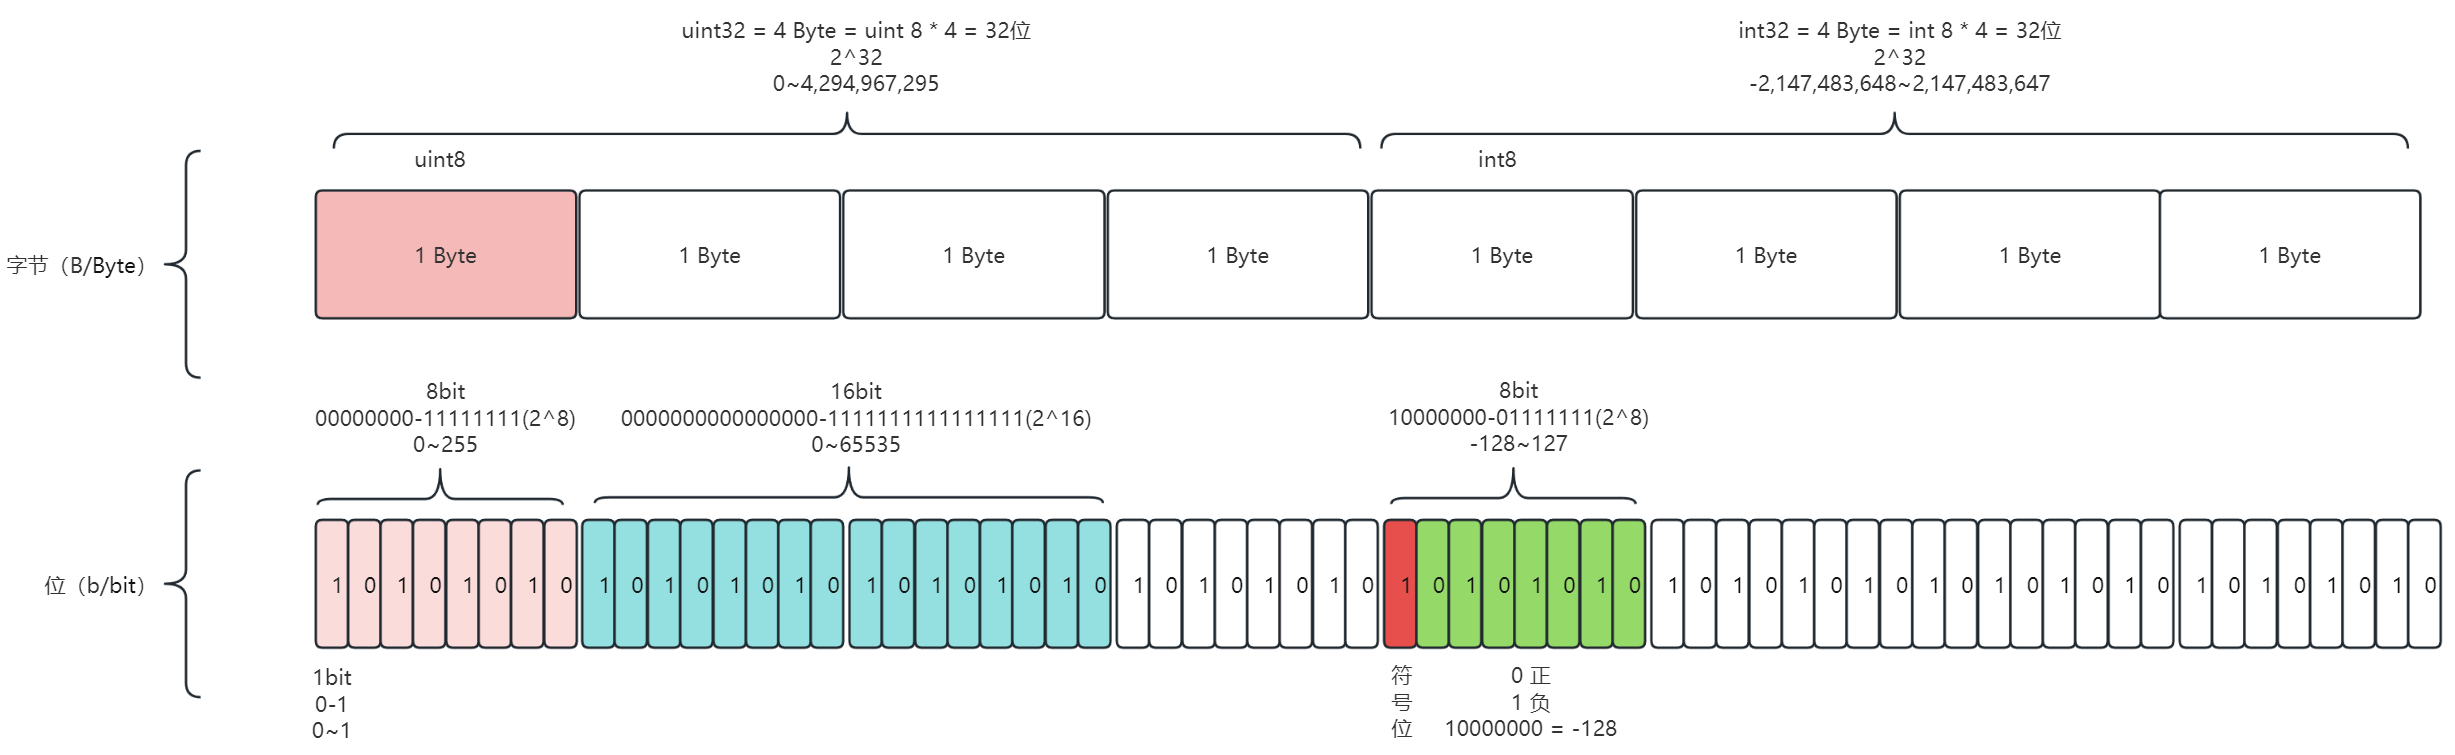 uint32 = 4 Byte = uint 8 * 4 = 32位
2^32
0~4,294,967,295
int32 = 4 Byte = int 8 * 4 = 32位
2^32
-2,147,483,648~2,147,483,647
uint8
int8
字节（B/Byte）
1 Byte
1 Byte
1 Byte
1 Byte
1 Byte
1 Byte
1 Byte
1 Byte
8bit
00000000-11111111(2^8)
0~255
16bit
0000000000000000-1111111111111111(2^16)
0~65535
8bit
10000000-01111111(2^8)
-128~127
位（b/bit）
1 0 1 0 1 0 1 0 1 0 1 0 1 0 1 0 1 0 1 0 1 0 1 0 1 0 1 0 1 0 1 0 1 0 1 0 1 0 1 0 1 0 1 0 1 0 1 0 1 0 1 0 1 0 1 0 1 0 1 0 1 0 1 0
1bit
0-1
0~1
符
号
位
0 正
1 负
10000000 = -128